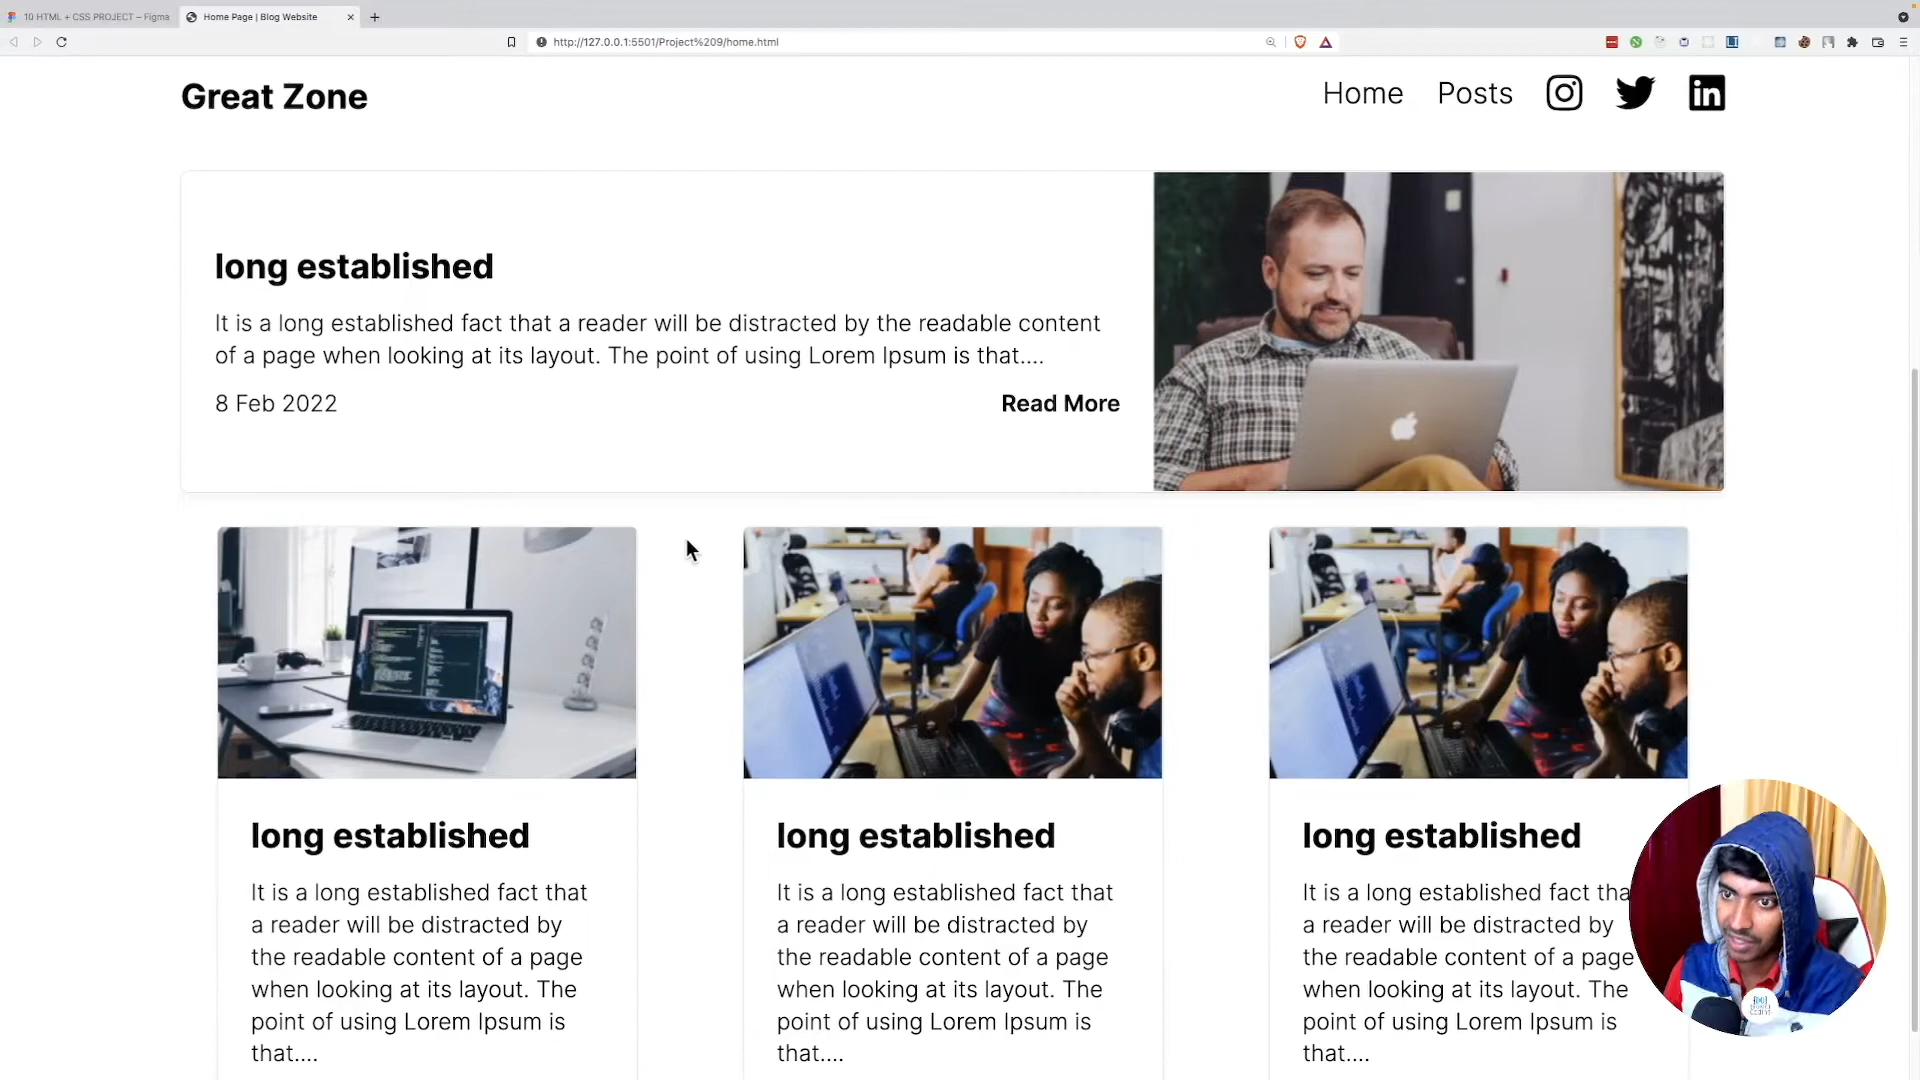 10 HTML + CSS PROJECT – Figma
Home Page | Blog Website
http://127.0.0.1:5501/Project%209/home.html
Great Zone
Home
Posts
long established
It is a long established fact that a reader will be distracted by the readable content
of a page when looking at its layout. The point of using Lorem Ipsum is that....
8 Feb 2022
Read More
long established
It is a long established fact that
a reader will be distracted by
the readable content of a page
when looking at its layout. The
point of using Lorem Ipsum is
that....
long established
It is a long established fact that
a reader will be distracted by
the readable content of a page
when looking at its layout. The
point of using Lorem Ipsum is
that....
long established
It is a long established fact tha
a reader will be distracted by
the readable content of a page
when looking at its layout. The
point of using Lorem Ipsum is
that....